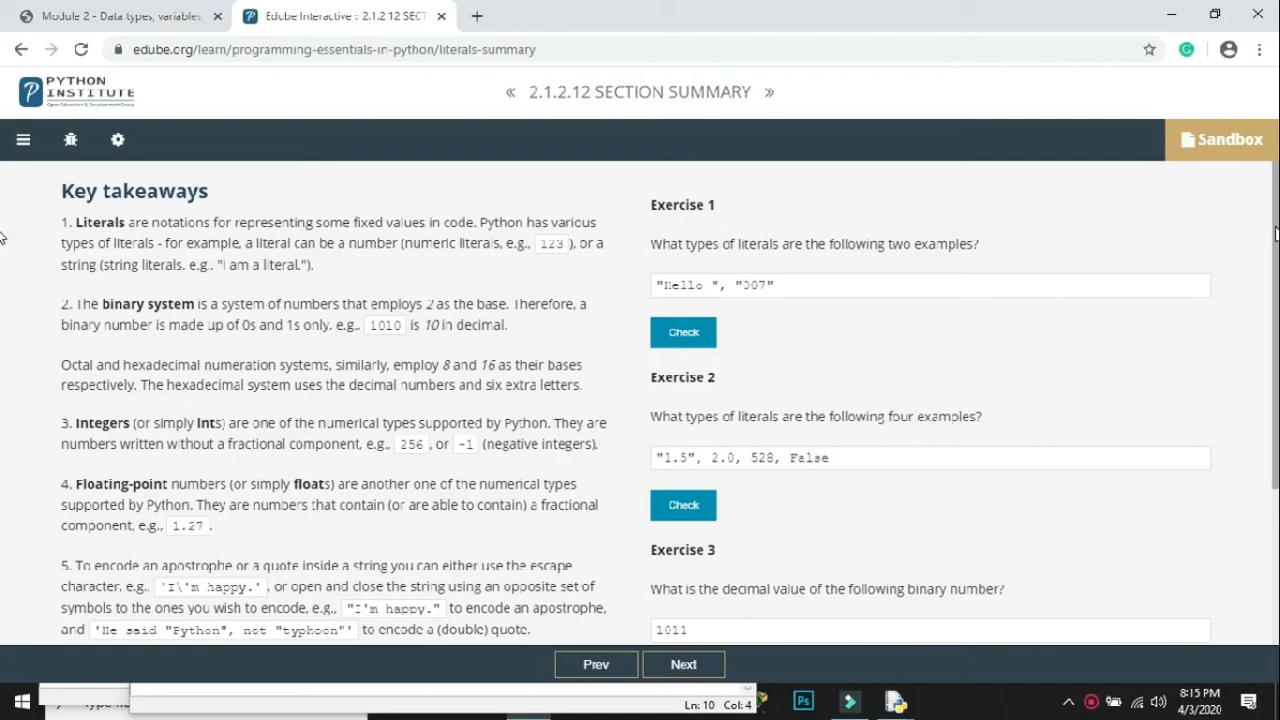 Module 2 - Data types, variables,
Edube Interactive :: 2.1.2.12 SECT
edube.org/learn/programming-essentials-in-python/literals-summary
PYTHON
INSTITUTE
Open Education & Development Group
« 2.1.2.12 SECTION SUMMARY »
Sandbox
Key takeaways
1. Literals are notations for representing some fixed values in code. Python has various
types of literals - for example, a literal can be a number (numeric literals, e.g., 123 ), or a
string (string literals. e.g., "I am a literal.").
2. The binary system is a system of numbers that employs 2 as the base. Therefore, a
binary number is made up of 0s and 1s only. e.g., 1010 is 10 in decimal.
Octal and hexadecimal numeration systems, similarly, employ 8 and 16 as their bases
respectively. The hexadecimal system uses the decimal numbers and six extra letters.
3. Integers (or simply ints) are one of the numerical types supported by Python. They are
numbers written without a fractional component, e.g., 256 , or -1 (negative integers).
4. Floating-point numbers (or simply floats) are another one of the numerical types
supported by Python. They are numbers that contain (or are able to contain) a fractional
component, e.g., 1.27 .
5. To encode an apostrophe or a quote inside a string you can either use the escape
character, e.g., 'I\'m happy.' , or open and close the string using an opposite set of
symbols to the ones you wish to encode, e.g., "I'm happy." to encode an apostrophe,
and 'He said "Python", not "typhoon"' to encode a (double) quote.
Exercise 1
What types of literals are the following two examples?
"Hello ", "007"
Check
Exercise 2
What types of literals are the following four examples?
"1.5", 2.0, 528, False
Check
Exercise 3
What is the decimal value of the following binary number?
1011
Prev
Next
Ln: 10 Col: 4
Ps
8:15 PM
4/3/2020